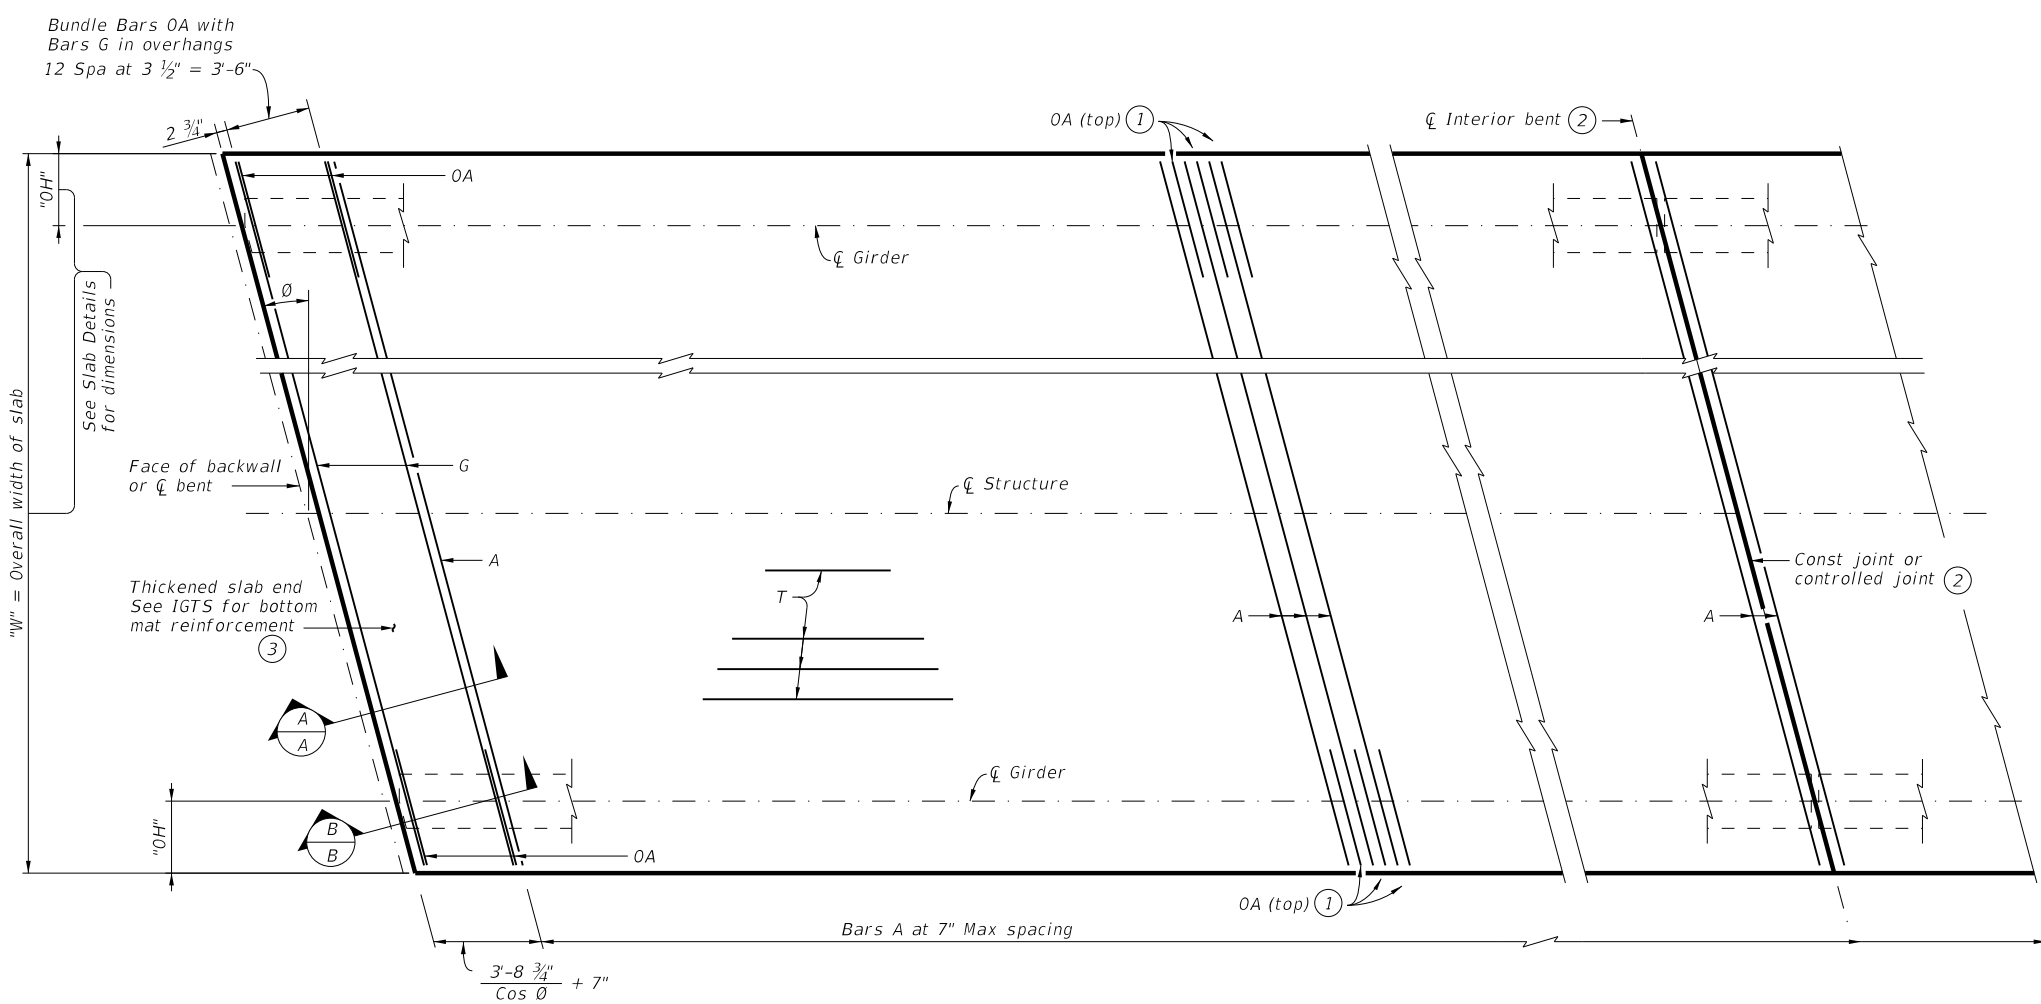 Bundle Bars OA with
Bars G in overhangs
12 Spa at 3 ½" = 3'-6"
2 ¾"
OA (top) 1
℄ Interior bent 2
"OH"
OA
℄ Girder
See Slab Details
for dimensions
Ø
"W" = Overall width of slab
Face of backwall
or ℄ bent
G
℄ Structure
A
Const joint or
controlled joint 2
Thickened slab end
See IGTS for bottom
mat reinforcement
3
T
A
A
A
A
℄ Girder
B
B
"OH"
OA
OA (top) 1
Bars A at 7" Max spacing
3'-8 ¾"
Cos Ø
+ 7"